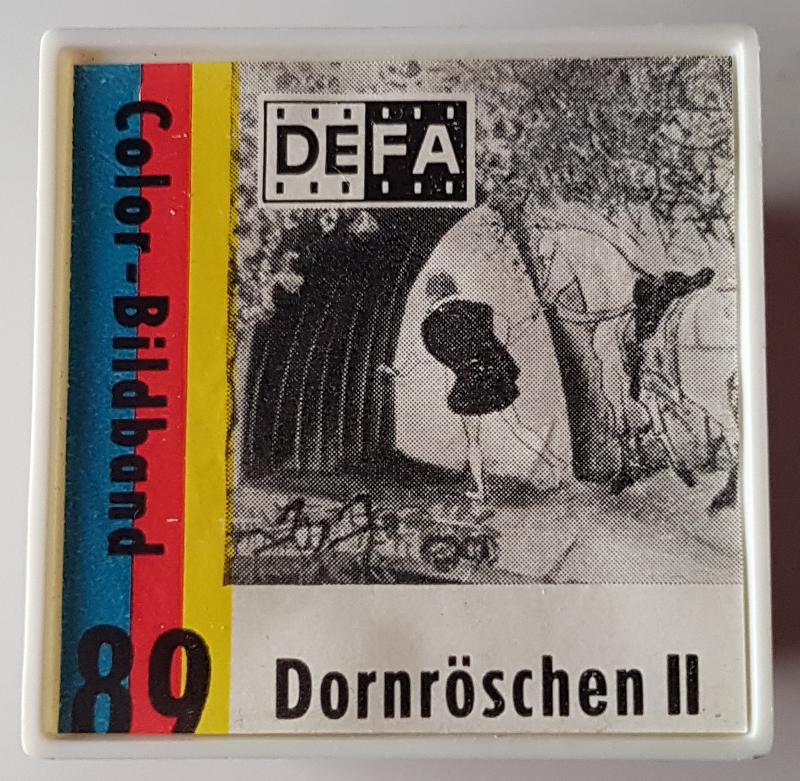 DEFA
Color-Bildband
89
Dornröschen II